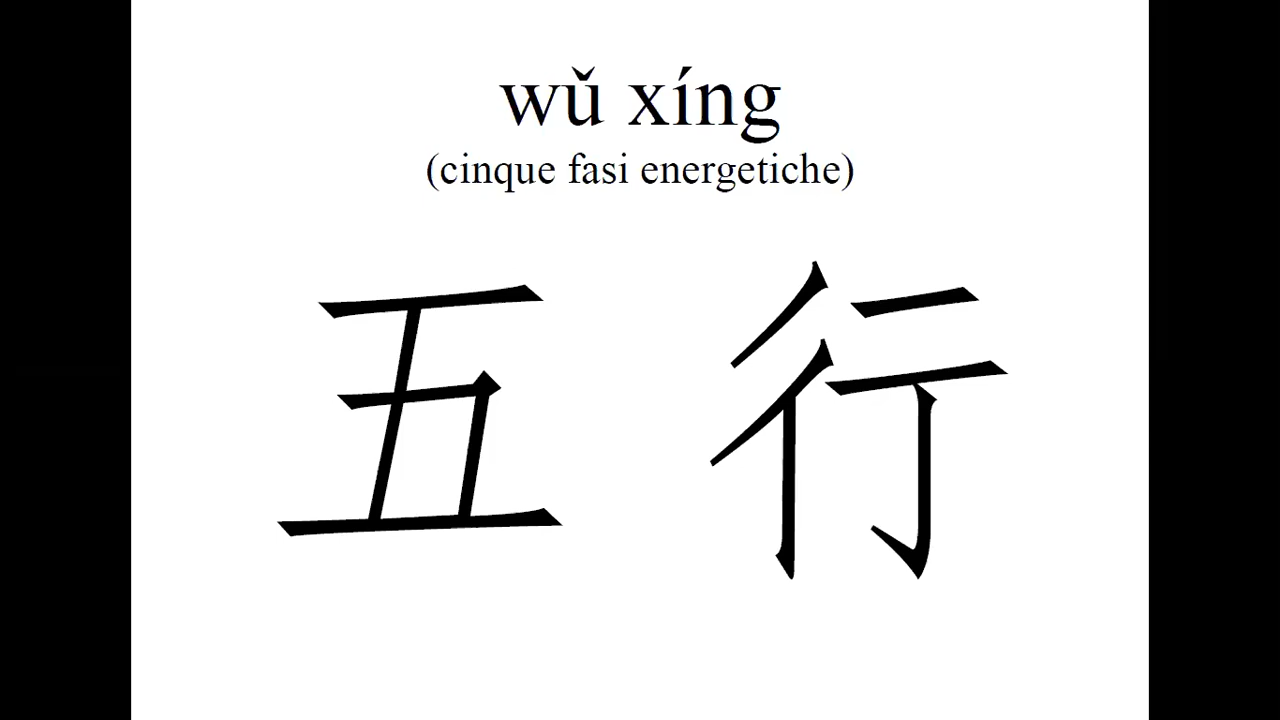 wǔ xíng
(cinque fasi energetiche)
五 行